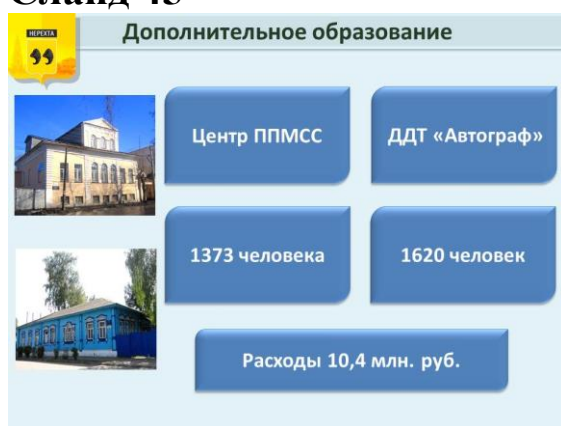 Слайд 43
НЕРЕХТА
Дополнительное образование
Центр ППМСС
ДДТ «Автограф»
1373 человека
1620 человек
Расходы 10,4 млн. руб.